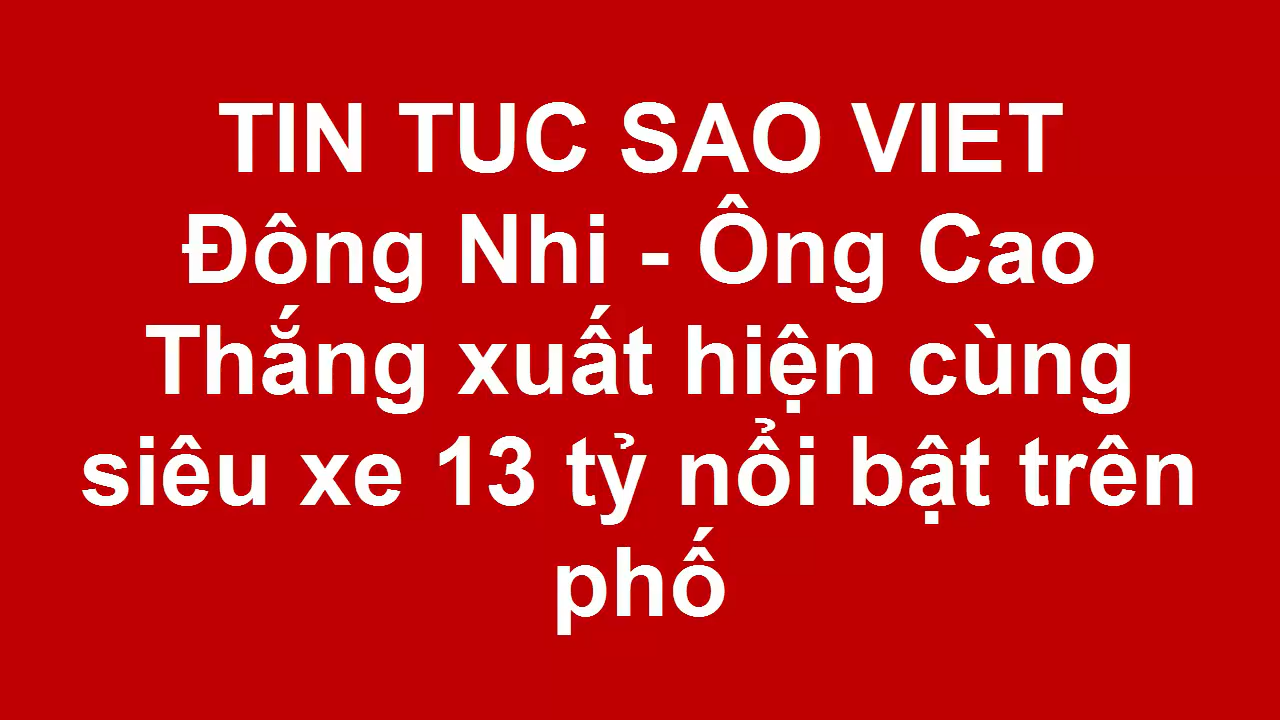 TIN TUC SAO VIET
Đông Nhi - Ông Cao
Thắng xuất hiện cùng
siêu xe 13 tỷ nổi bật trên
phố